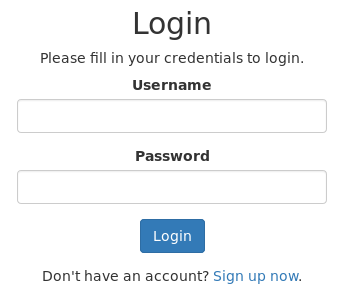 Login
Please fill in your credentials to login.
Username
Password
Login
Don't have an account? Sign up now.